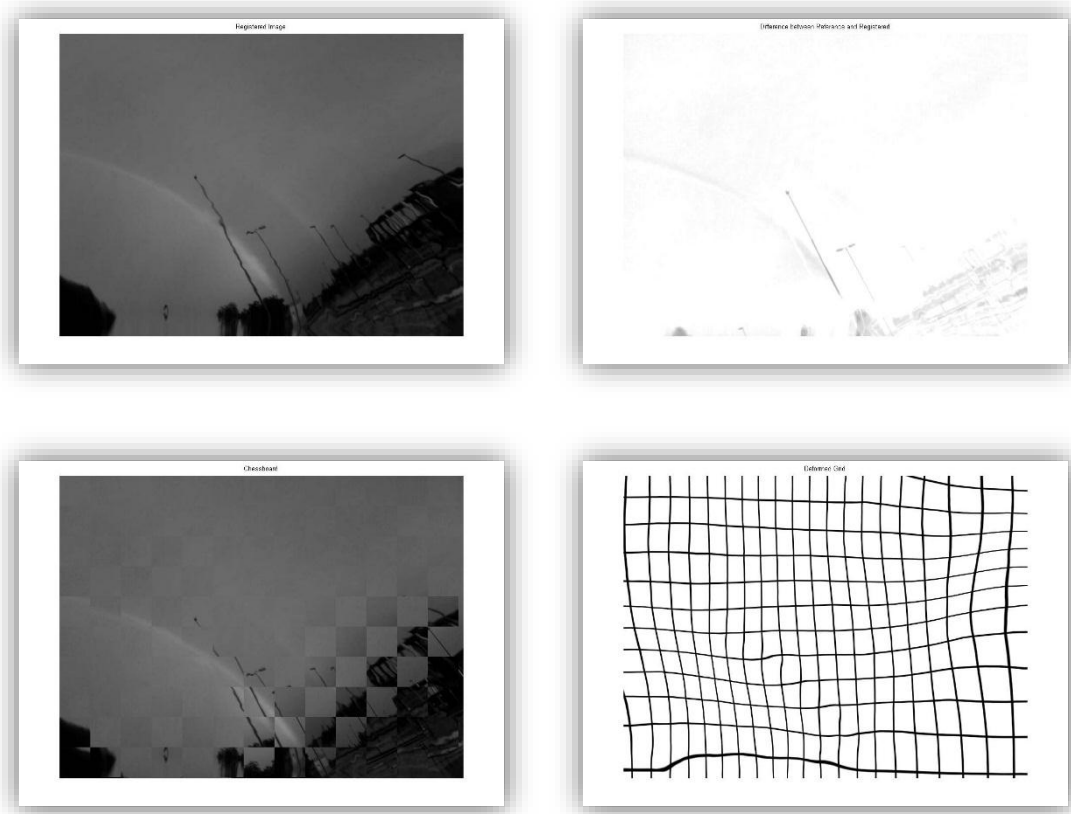 Registered Image
Difference between Reference and Registered
Chessboard
Deformed Grid